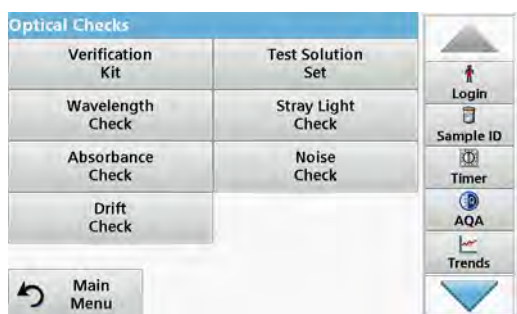 Optical Checks
Verification
Kit
Test Solution
Set
Wavelength
Check
Stray Light
Check
Absorbance
Check
Noise
Check
Drift
Check
Main
Menu
Login
Sample ID
Timer
AQA
Trends